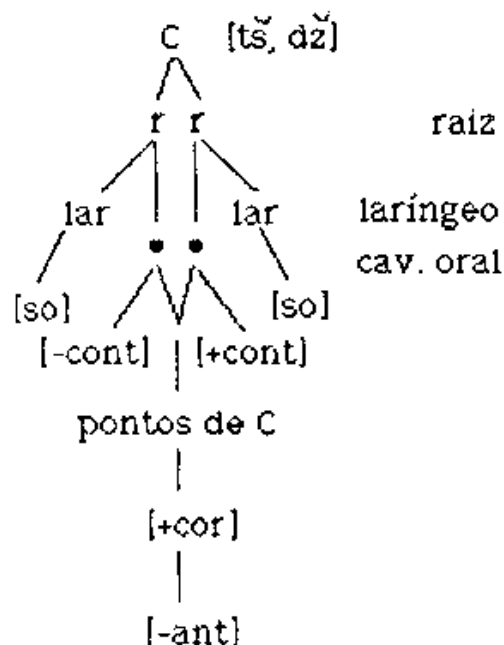 C [tš, dž]
r r raiz
lar lar laríngeo
cav. oral
[so] [so]
[-cont] [+cont]
pontos de C
[+cor]
[-ant]